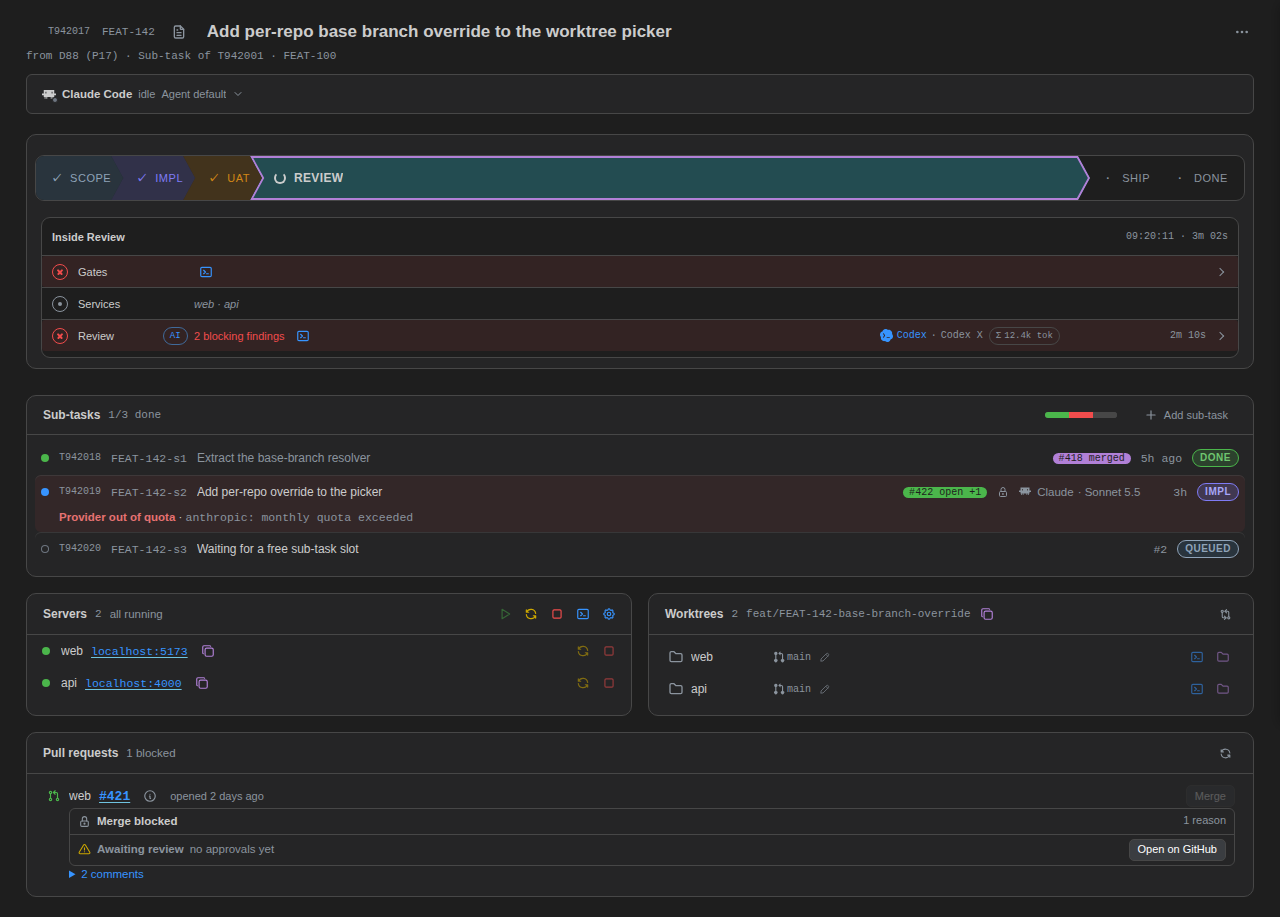 T942017 FEAT-142 Add per-repo base branch override to the worktree picker
from D88 (P17) · Sub-task of T942001 · FEAT-100
Claude Code idle Agent default
SCOPE IMPL UAT REVIEW SHIP DONE
Inside Review 09:20:11 · 3m 02s
Gates
Services web · api
Review AI 2 blocking findings Codex · Codex X Σ 12.4k tok 2m 10s
Sub-tasks 1/3 done Add sub-task
T942018 FEAT-142-s1 Extract the base-branch resolver #418 merged 5h ago DONE
T942019 FEAT-142-s2 Add per-repo override to the picker #422 open +1 Claude · Sonnet 5.5 3h IMPL
Provider out of quota · anthropic: monthly quota exceeded
T942020 FEAT-142-s3 Waiting for a free sub-task slot #2 QUEUED
Servers 2 all running
web localhost:5173
api localhost:4000
Worktrees 2 feat/FEAT-142-base-branch-override
web main
api main
Pull requests 1 blocked
web #421 opened 2 days ago Merge
Merge blocked 1 reason
Awaiting review no approvals yet Open on GitHub
2 comments